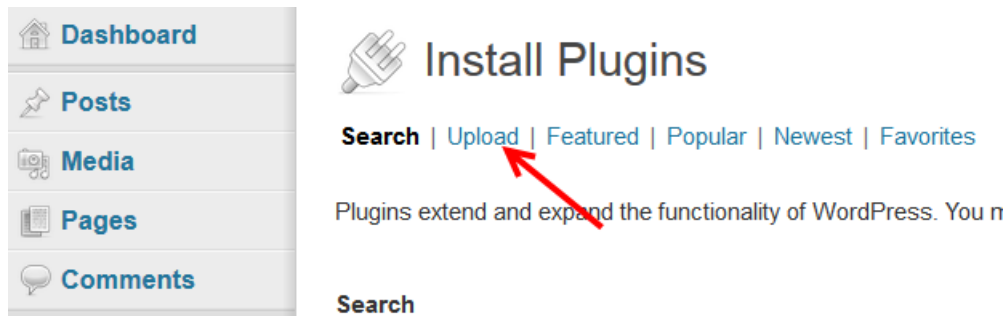 Dashboard
Posts
Media
Pages
Comments
Install Plugins
Search | Upload | Featured | Popular | Newest | Favorites
Plugins extend and expand the functionality of WordPress. You
Search